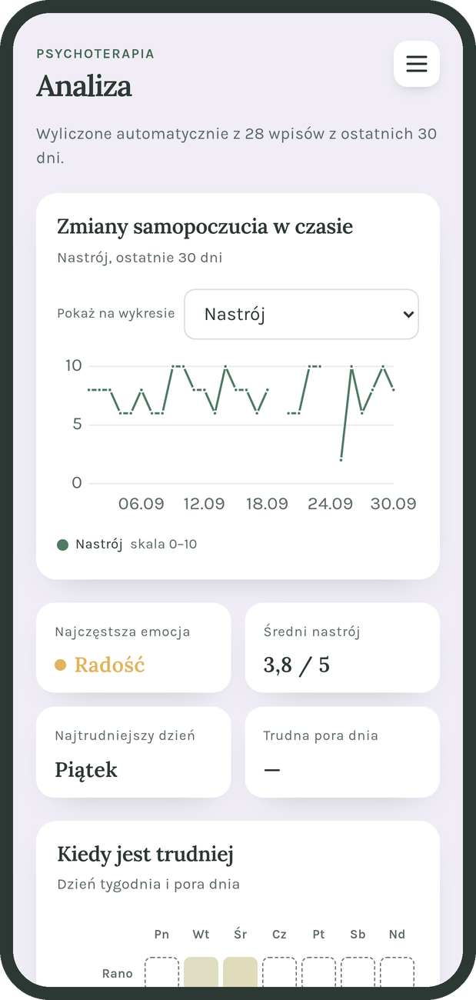 PSYCHOTERAPIA
Analiza
Wyliczone automatycznie z 28 wpisów z ostatnich 30
dni.
Zmiany samopoczucia w czasie
Nastrój, ostatnie 30 dni
Pokaż na wykresie
Nastrój
10
5
0
06.09 12.09 18.09 24.09 30.09
Nastrój skala 0–10
Najczęstsza emocja
Radość
Średni nastrój
3,8 / 5
Najtrudniejszy dzień
Piątek
Trudna pora dnia
—
Kiedy jest trudniej
Dzień tygodnia i pora dnia
Pn Wt Śr Cz Pt Sb Nd
Rano